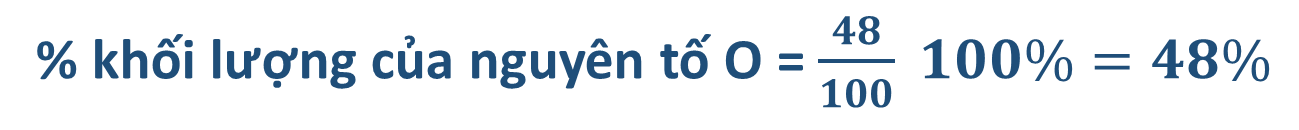 % khối lượng của nguyên tố O = 48/100 100% = 48%